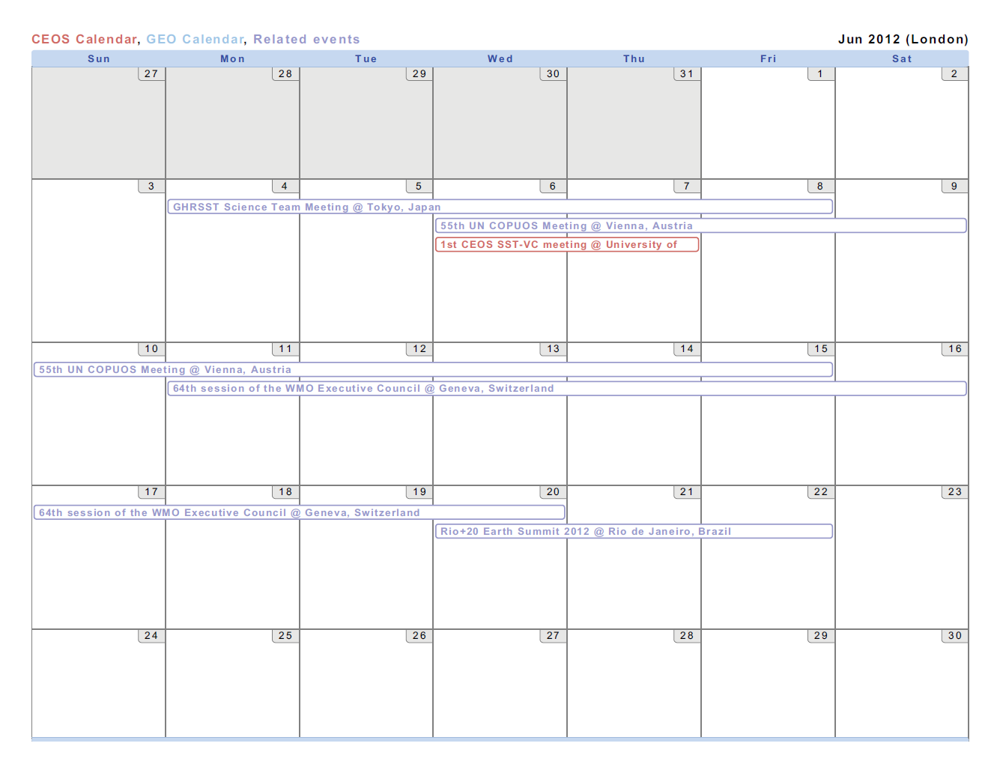 CEOS Calendar, GEO Calendar, Related events Jun 2012 (London)
Sun Mon Tue Wed Thu Fri Sat
27 28 29 30 31 1 2
3 4 5 6 7 8 9
GHRSST Science Team Meeting @ Tokyo, Japan
55th UN COPUOS Meeting @ Vienna, Austria
1st CEOS SST-VC meeting @ University of
10 11 12 13 14 15 16
55th UN COPUOS Meeting @ Vienna, Austria
64th session of the WMO Executive Council @ Geneva, Switzerland
17 18 19 20 21 22 23
64th session of the WMO Executive Council @ Geneva, Switzerland
Rio+20 Earth Summit 2012 @ Rio de Janeiro, Brazil
24 25 26 27 28 29 30